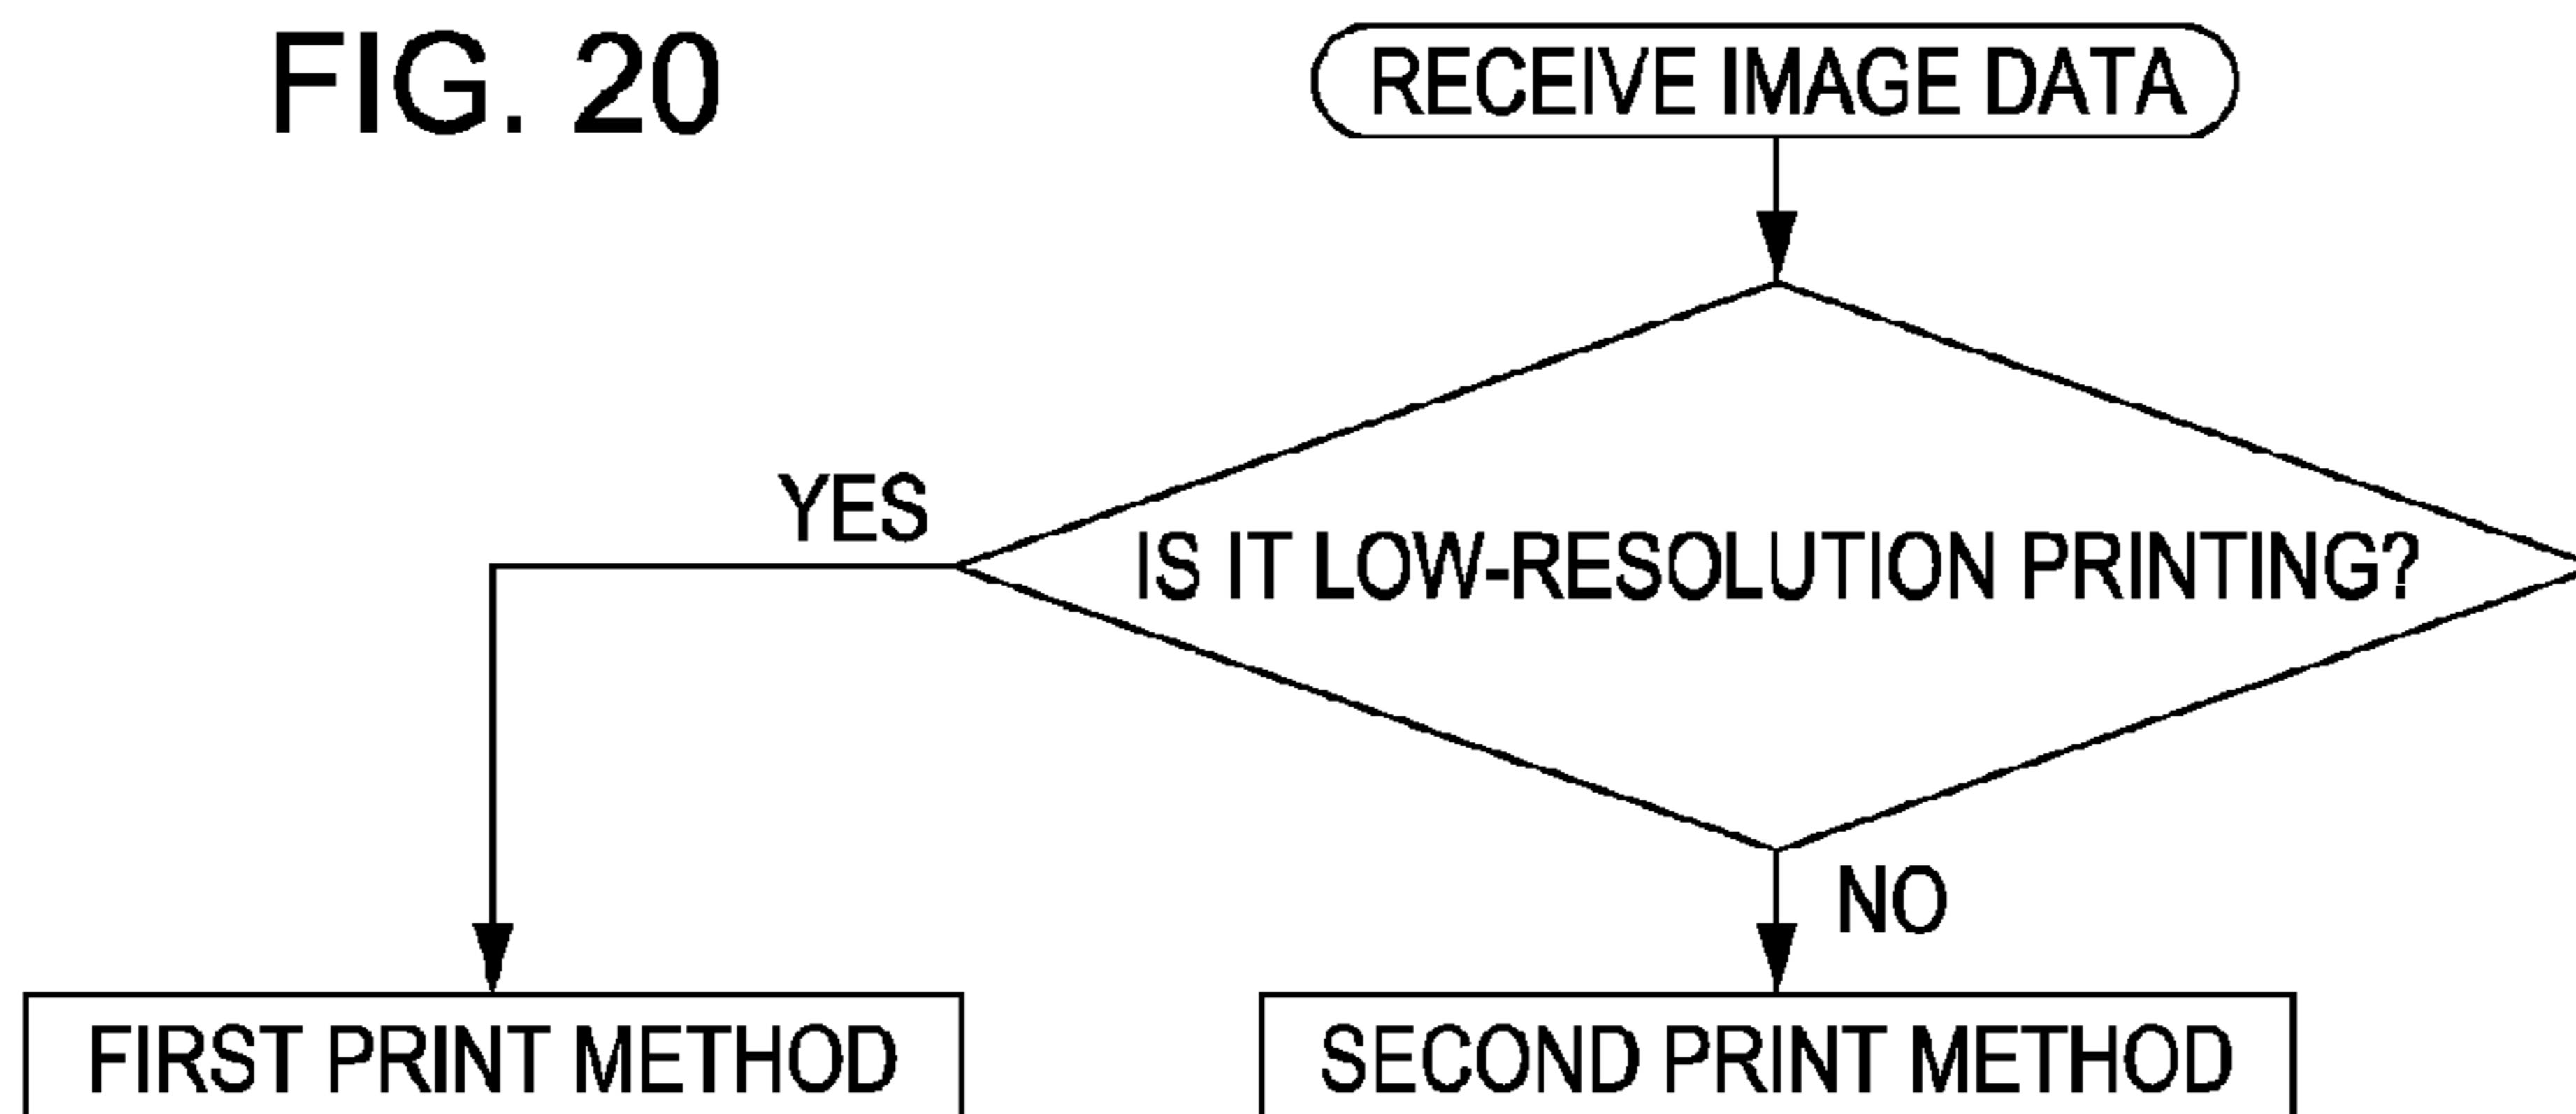 FIG. 20
RECEIVE IMAGE DATA
YES
IS IT LOW-RESOLUTION PRINTING?
NO
FIRST PRINT METHOD
SECOND PRINT METHOD